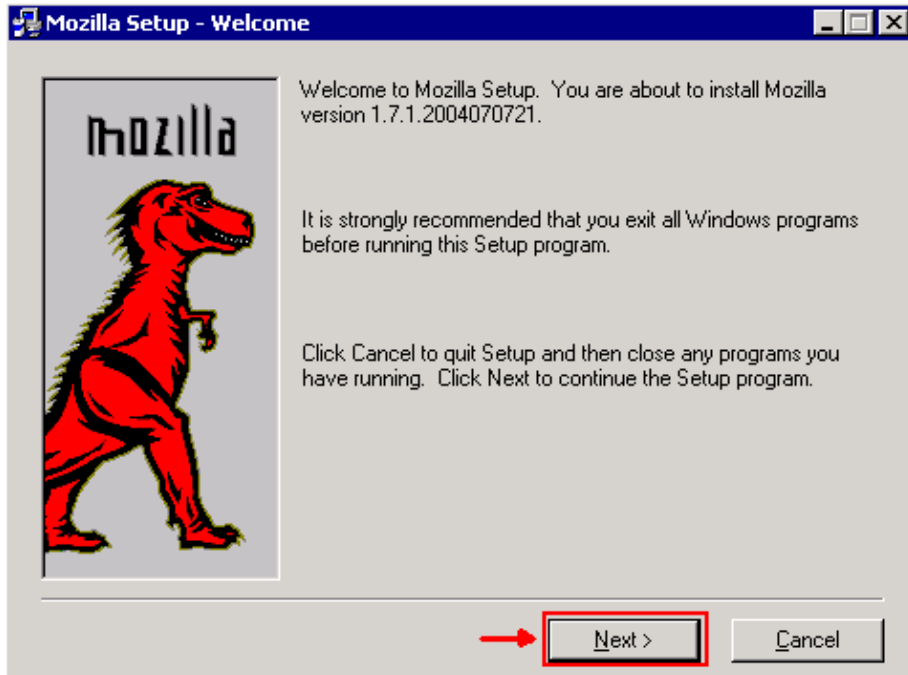 Mozilla Setup - Welcome
mozilla
Welcome to Mozilla Setup.  You are about to install Mozilla
version 1.7.1.2004070721.
It is strongly recommended that you exit all Windows programs
before running this Setup program.
Click Cancel to quit Setup and then close any programs you
have running.  Click Next to continue the Setup program.
Next >
Cancel